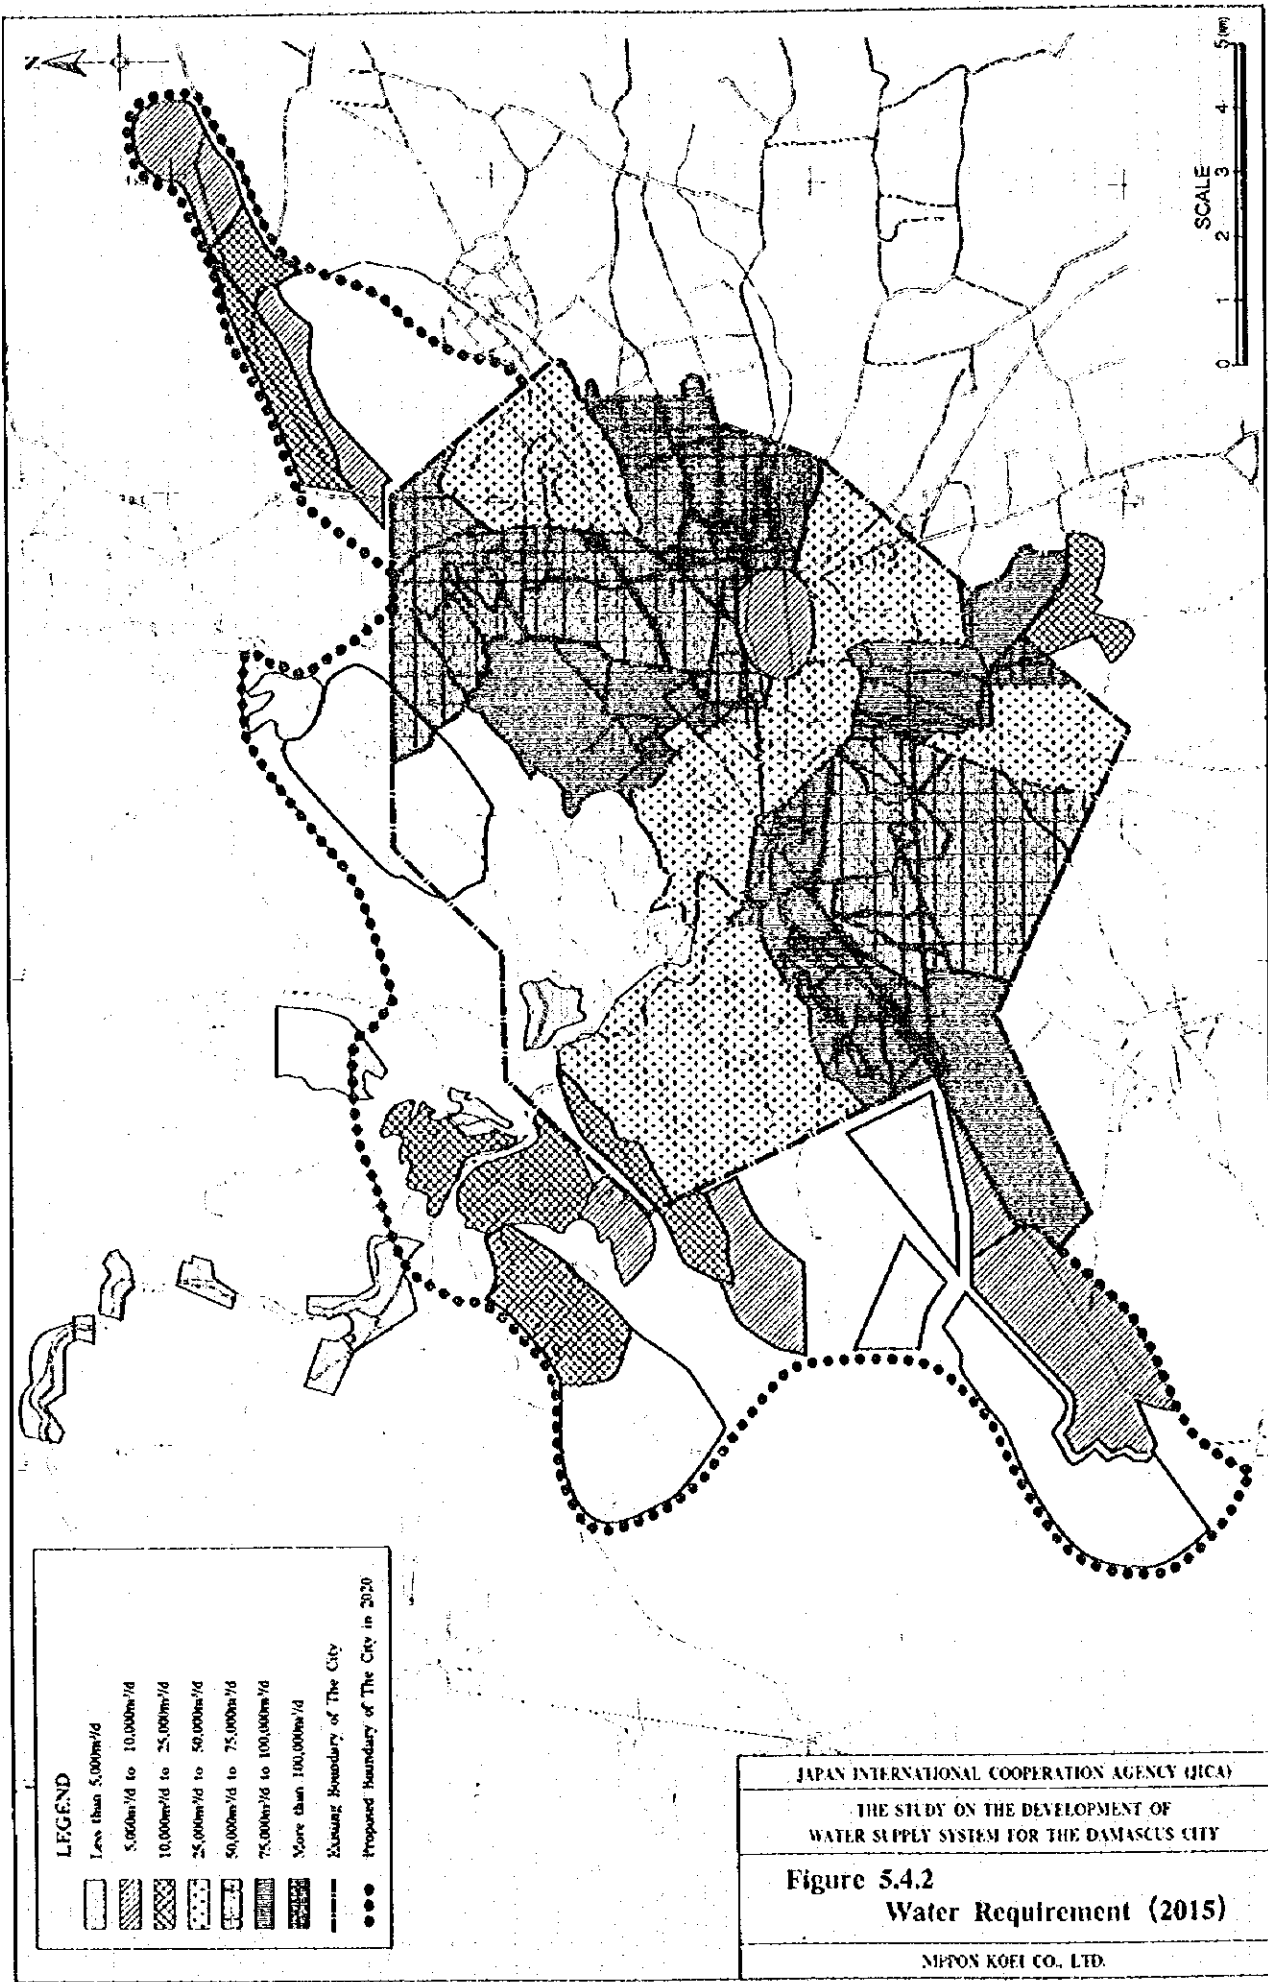 N
SCALE
0 1 2 3 4 5 (km)
LEGEND
Less than 5,000m³/d
5,000m³/d to 10,000m³/d
10,000m³/d to 25,000m³/d
25,000m³/d to 50,000m³/d
50,000m³/d to 75,000m³/d
75,000m³/d to 100,000m³/d
More than 100,000m³/d
Existing Boundary of The City
Proposed Boundary of The City in 2020
JAPAN INTERNATIONAL COOPERATION AGENCY (JICA)
THE STUDY ON THE DEVELOPMENT OF
WATER SUPPLY SYSTEM FOR THE DAMASCUS CITY
Figure 5.4.2
Water Requirement (2015)
NIPPON KOEI CO., LTD.